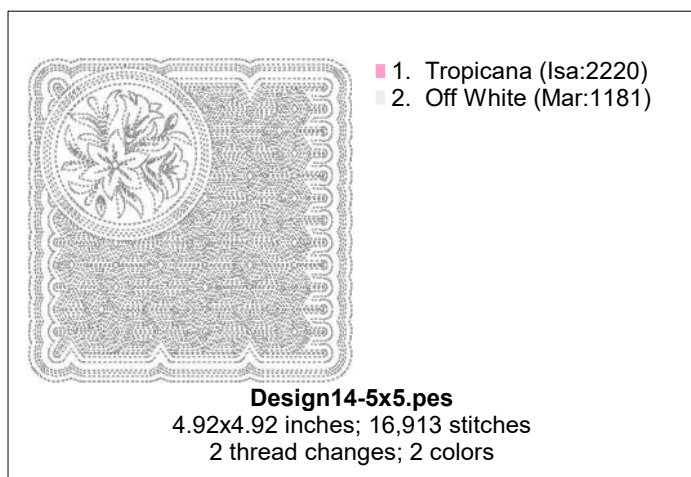 1. Tropicana (Isa:2220)
2. Off White (Mar:1181)
Design14-5x5.pes
4.92x4.92 inches; 16,913 stitches
2 thread changes; 2 colors